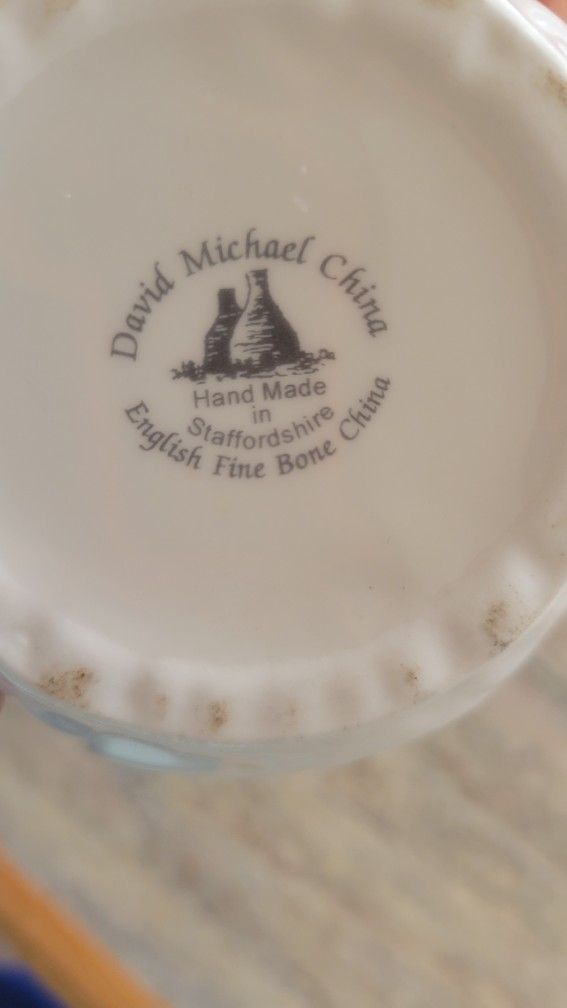 David Michael China
Hand Made
in
Staffordshire
English Fine Bone China